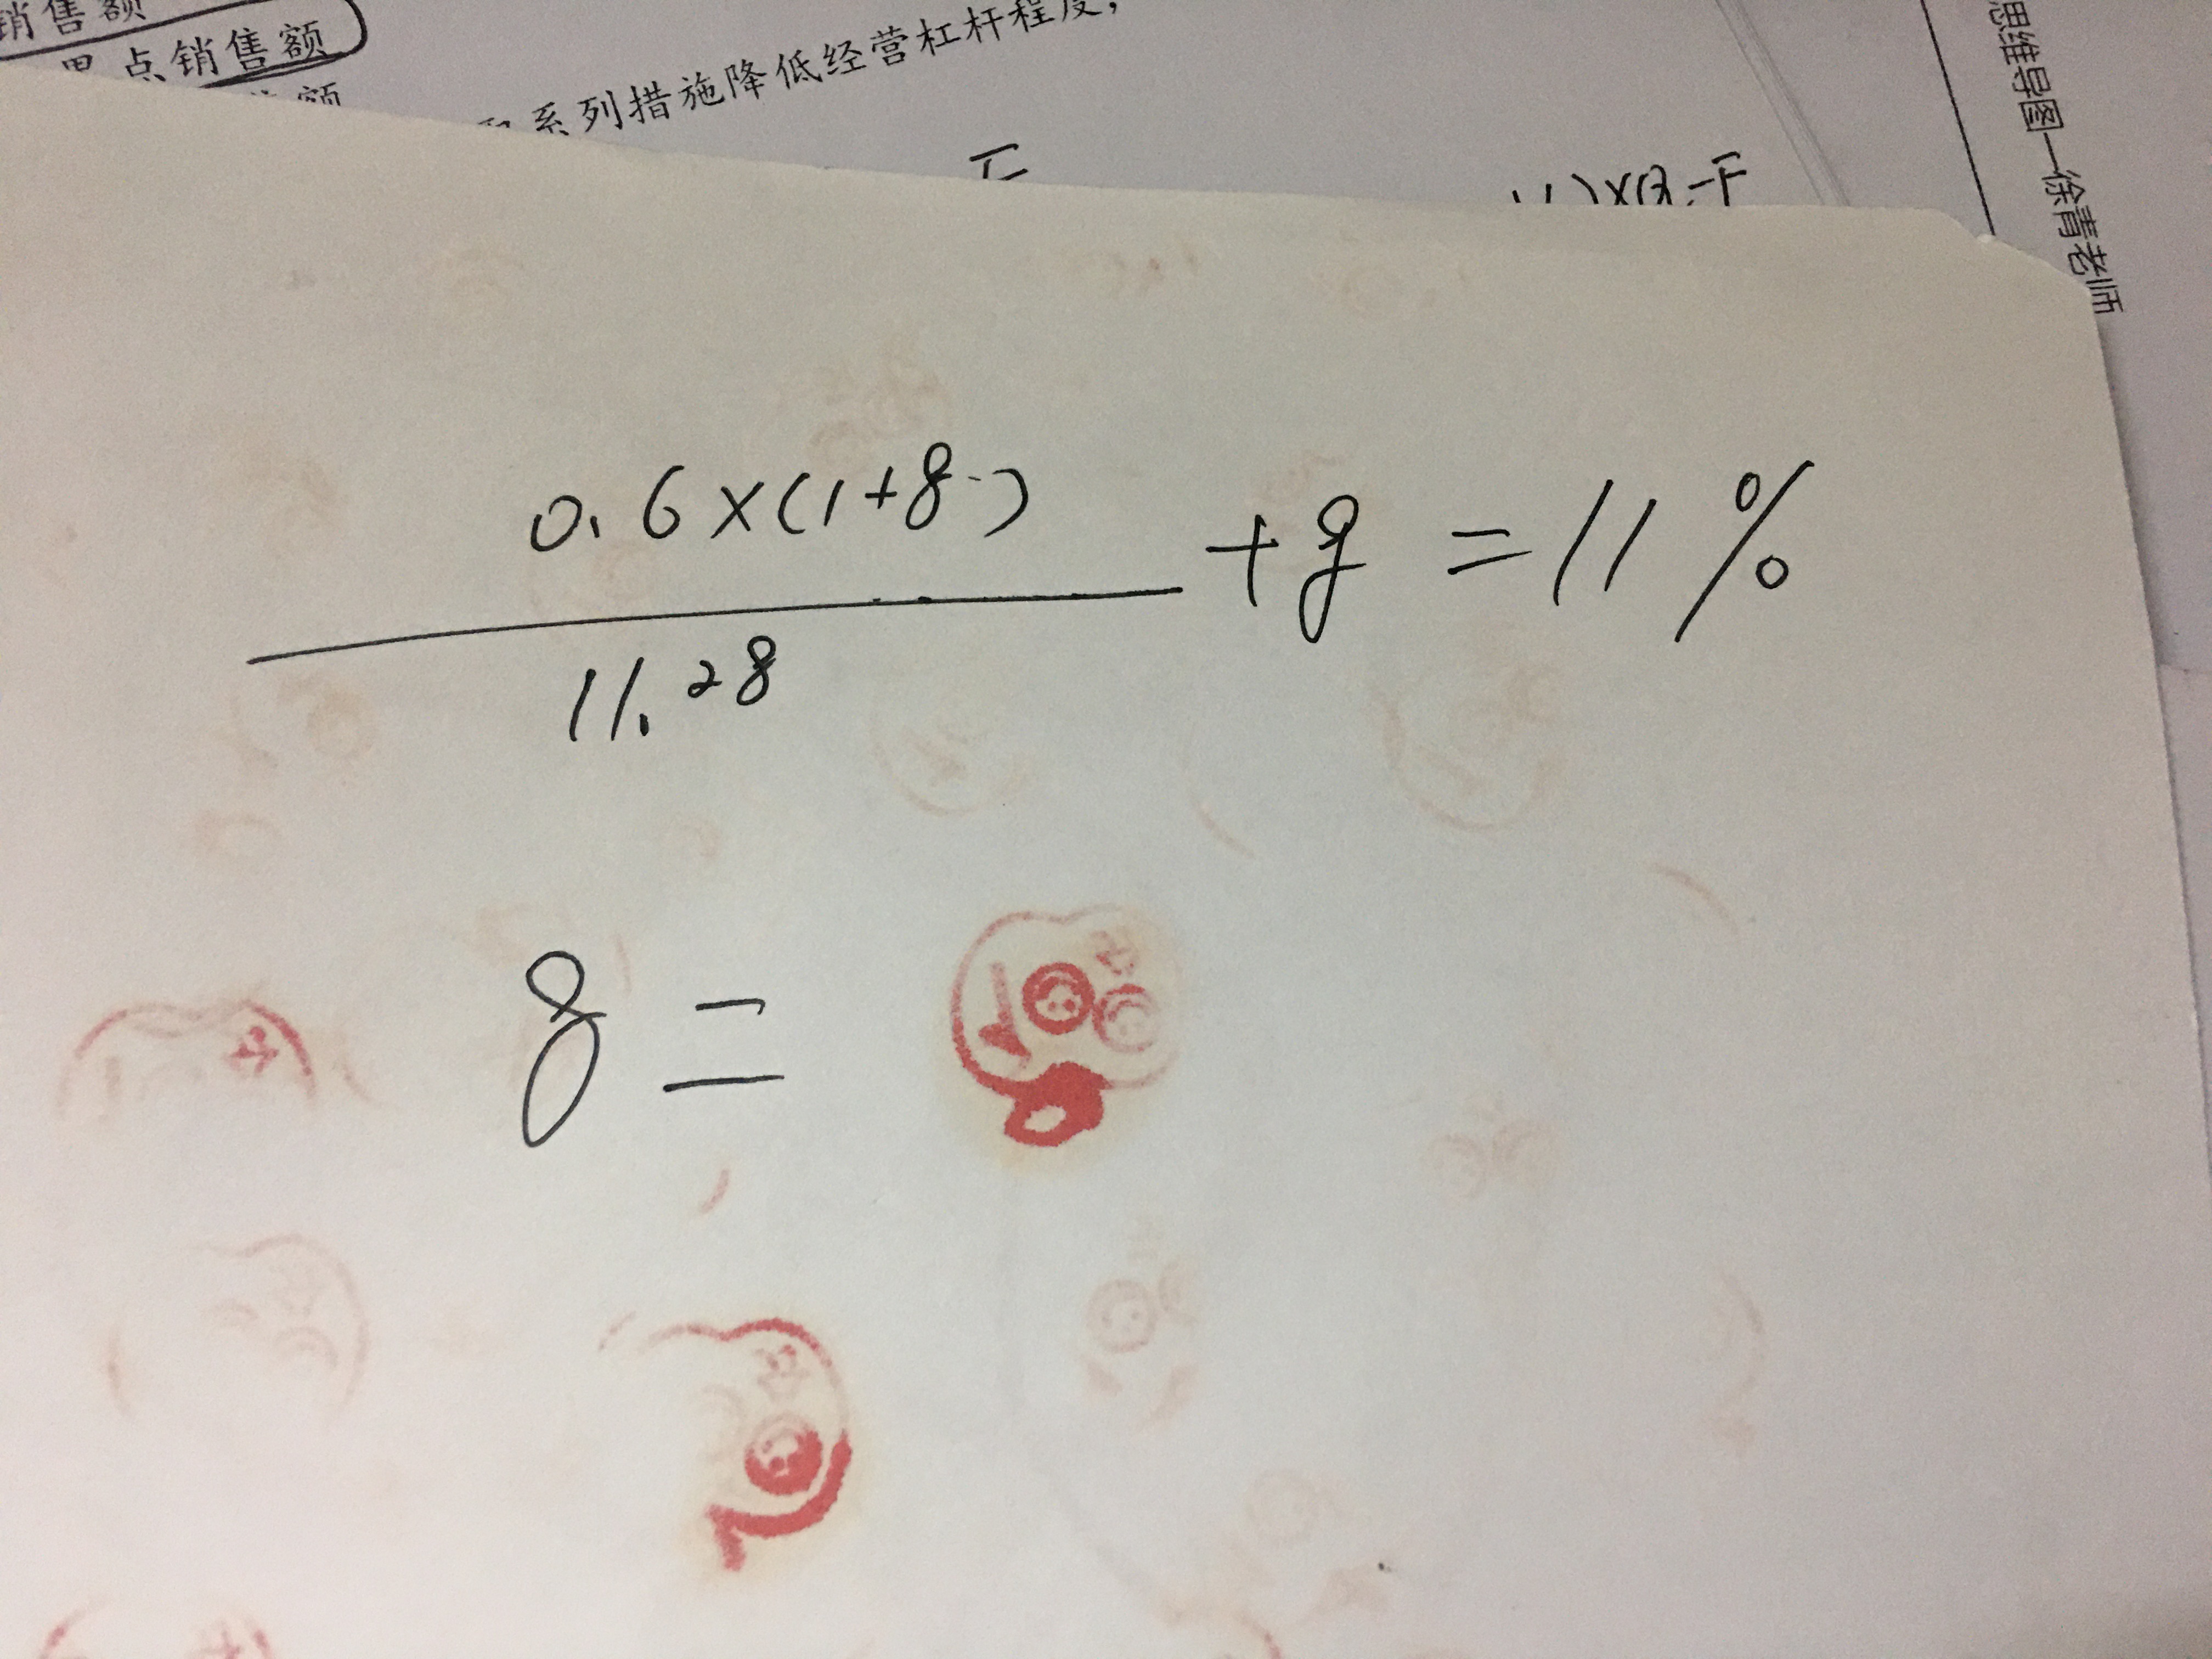 销售额
点销售额
额
系列措施降低经营杠杆程度,
)×Q-F
思维导图—徐青老师
0.6×(1+g)
+g=11%
11.28
g=